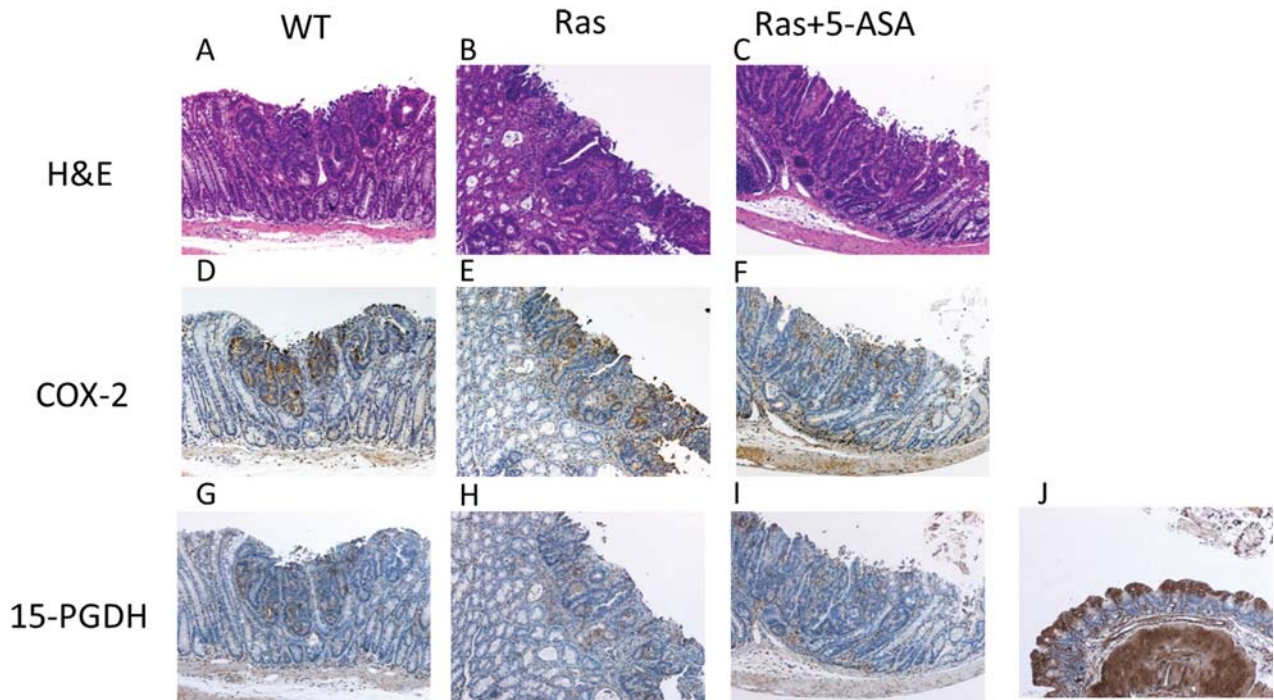 WT Ras Ras+5-ASA
A B C
H&E
D E F
COX-2
G H I J
15-PGDH